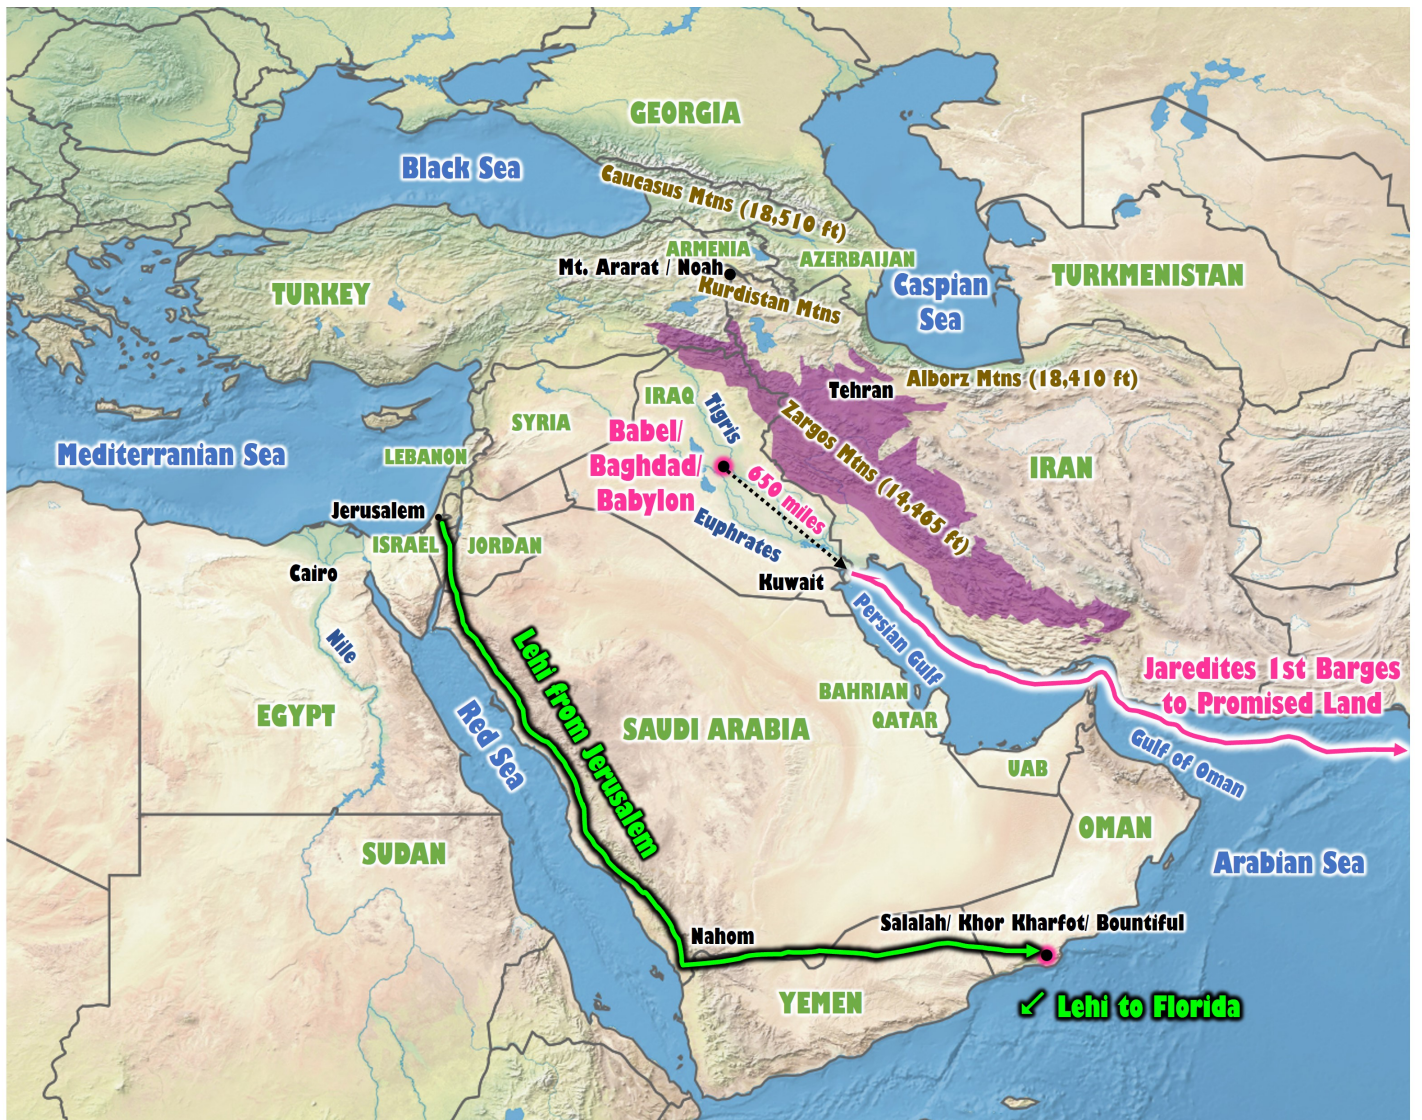 GEORGIA
Black Sea
Caucasus Mtns (18,510 ft)
ARMENIA
AZERBAIJAN
Mt. Ararat / Noah
Kurdistan Mtns
TURKEY
Caspian
Sea
TURKMENISTAN
Tehran
Alborz Mtns (18,410 ft)
IRAQ
Tigris
SYRIA
Zargos Mtns (14,465 ft)
Babel/
Baghdad/
Babylon
650 miles
IRAN
Mediterranian Sea
LEBANON
Jerusalem
ISRAEL
JORDAN
Euphrates
Cairo
Kuwait
Nile
Persian Gulf
Lehi from Jerusalem
Jaredites 1st Barges
to Promised Land
EGYPT
Red Sea
SAUDI ARABIA
BAHRIAN
QATAR
Gulf of Oman
UAB
OMAN
SUDAN
Arabian Sea
Nahom
Salalah/ Khor Kharfot/ Bountiful
YEMEN
↙ Lehi to Florida